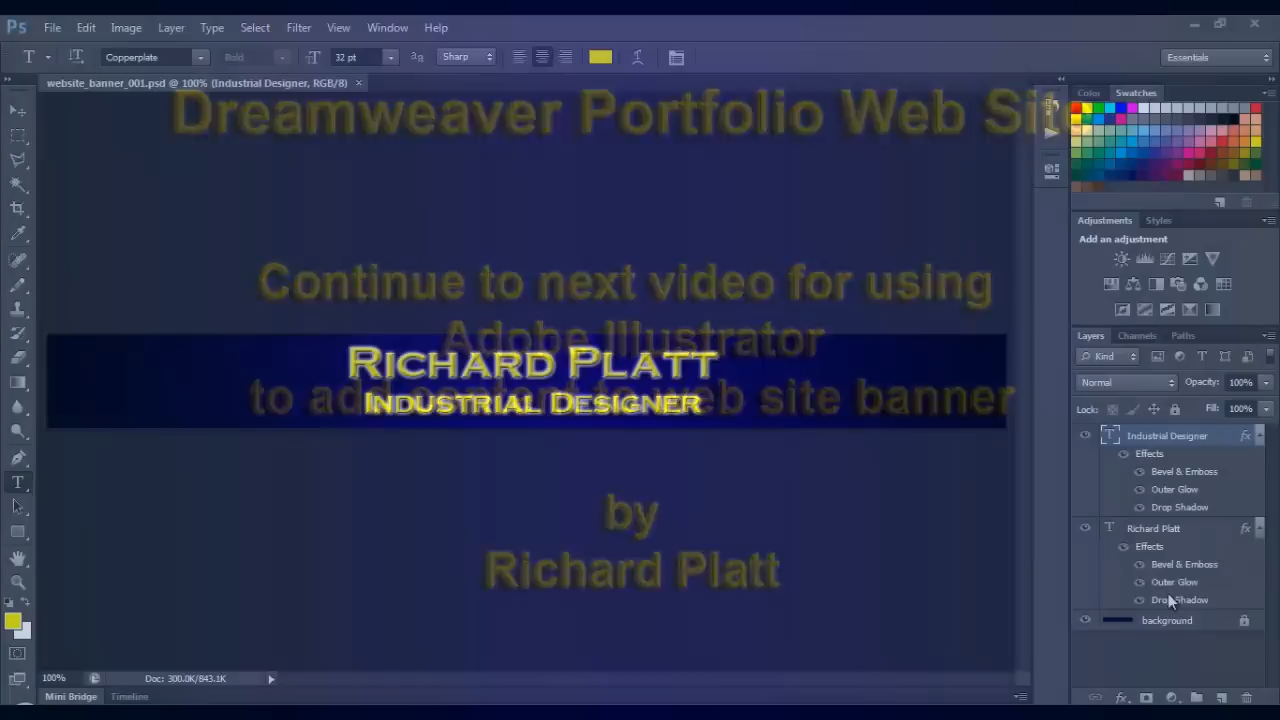 Ps File Edit Image Layer Type Select Filter View Window Help
T Copperplate Bold 32 pt Sharp Essentials
website_banner_001.psd @ 100% (Industrial Designer, RGB/8) ×
Color Swatches
Dreamweaver Portfolio Web Site
Adjustments Styles
Add an adjustment
Continue to next video for using
Adobe Illustrator
to add content to web site banner
Richard Platt
Industrial Designer
by
Richard Platt
Layers Channels Paths
Kind
Normal Opacity: 100%
Lock: Fill: 100%
T Industrial Designer fx
Effects
Bevel & Emboss
Outer Glow
Drop Shadow
T Richard Platt fx
Effects
Bevel & Emboss
Outer Glow
Drop Shadow
background
100% Doc: 300.0K/843.1K
Mini Bridge Timeline